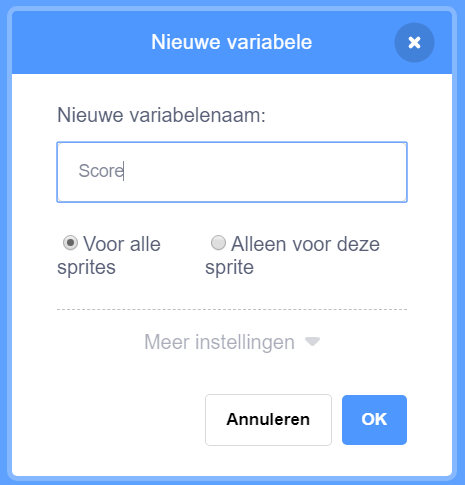 Nieuwe variabele
Nieuwe variabelenaam:
Score
Voor alle sprites
Alleen voor deze sprite
Meer instellingen
Annuleren OK